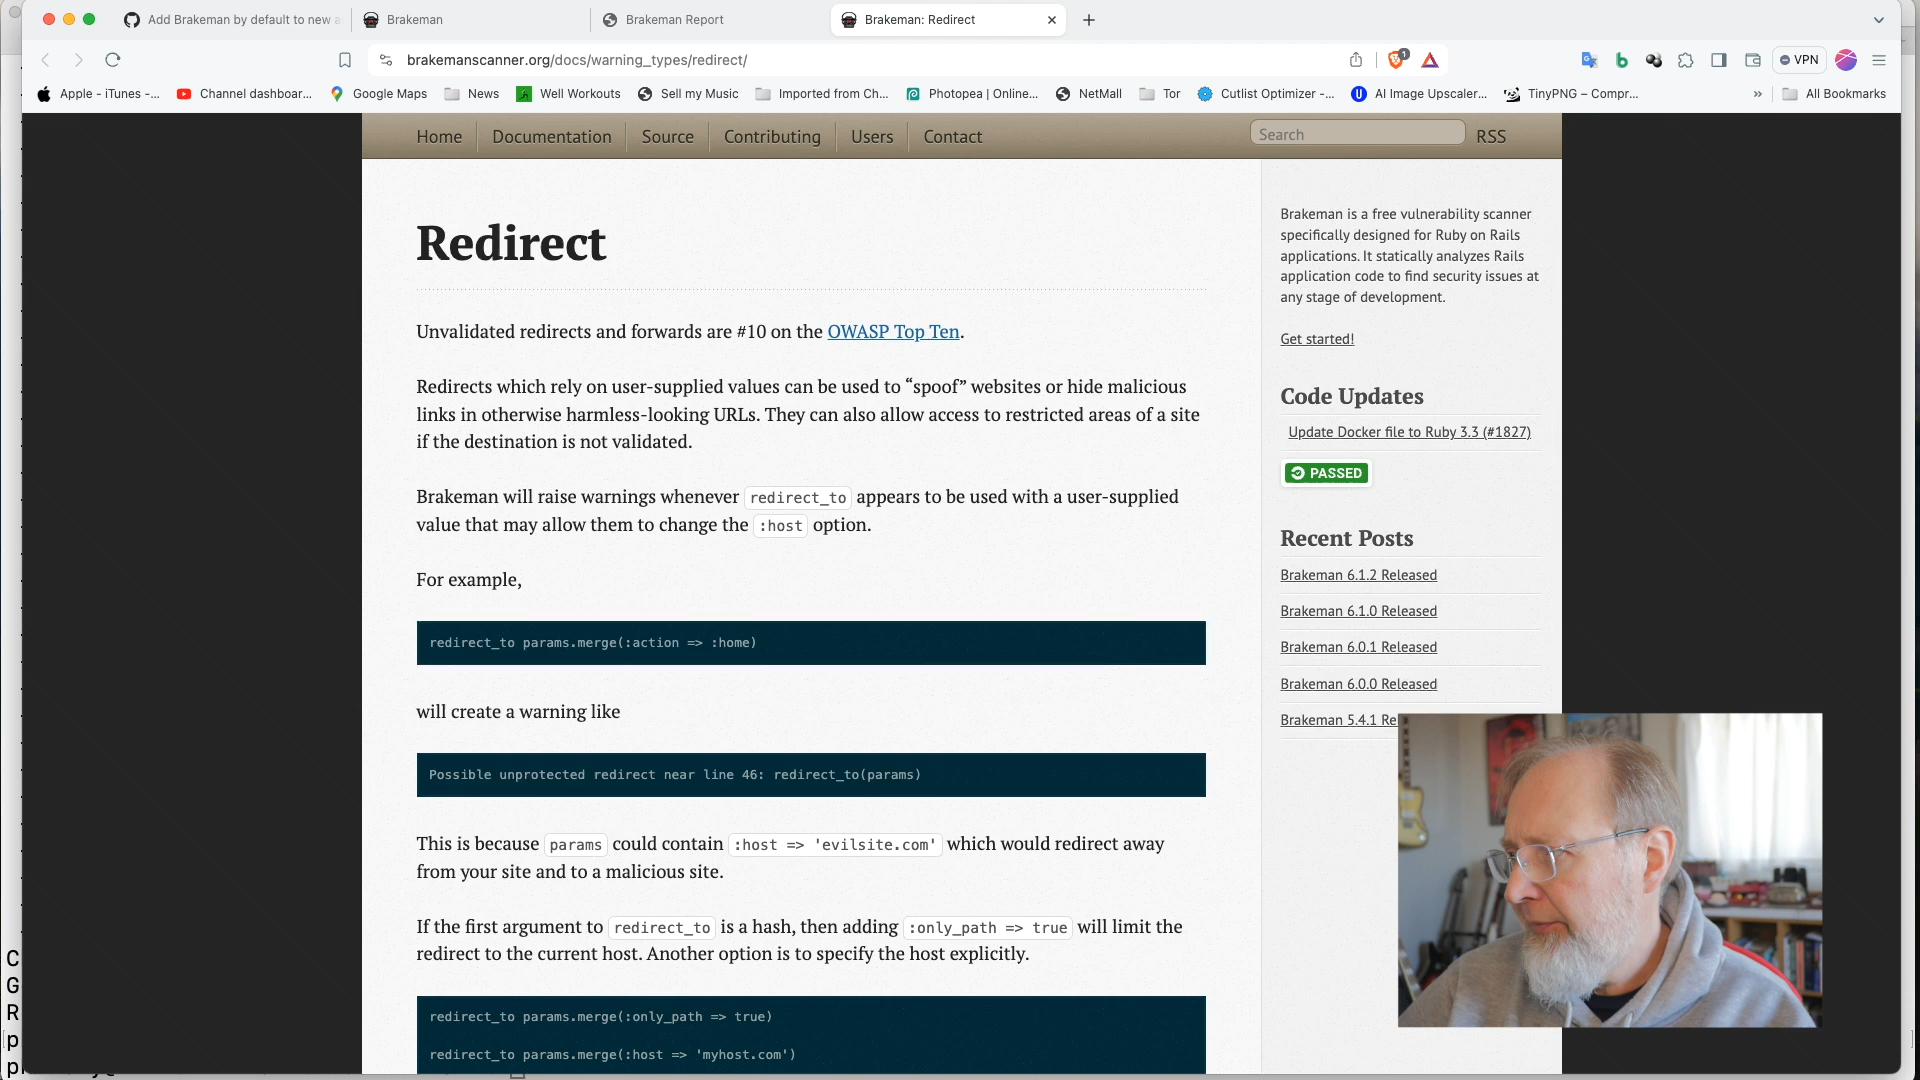 Add Brakeman by default to new a
Brakeman
Brakeman Report
Brakeman: Redirect
brakemanscanner.org/docs/warning_types/redirect/
1
VPN
Apple - iTunes -...
Channel dashboar...
Google Maps
News
Well Workouts
Sell my Music
Imported from Ch...
Photopea | Online...
NetMall
Tor
Cutlist Optimizer -...
AI Image Upscaler...
TinyPNG – Compr...
All Bookmarks
Home
Documentation
Source
Contributing
Users
Contact
Search
RSS
Redirect
Unvalidated redirects and forwards are #10 on the OWASP Top Ten.
Redirects which rely on user-supplied values can be used to “spoof” websites or hide malicious
links in otherwise harmless-looking URLs. They can also allow access to restricted areas of a site
if the destination is not validated.
Brakeman will raise warnings whenever redirect_to appears to be used with a user-supplied
value that may allow them to change the :host option.
For example,
redirect_to params.merge(:action => :home)
will create a warning like
Possible unprotected redirect near line 46: redirect_to(params)
This is because params could contain :host => 'evilsite.com' which would redirect away
from your site and to a malicious site.
If the first argument to redirect_to is a hash, then adding :only_path => true will limit the
redirect to the current host. Another option is to specify the host explicitly.
redirect_to params.merge(:only_path => true)
redirect_to params.merge(:host => 'myhost.com')
Brakeman is a free vulnerability scanner
specifically designed for Ruby on Rails
applications. It statically analyzes Rails
application code to find security issues at
any stage of development.
Get started!
Code Updates
Update Docker file to Ruby 3.3 (#1827)
PASSED
Recent Posts
Brakeman 6.1.2 Released
Brakeman 6.1.0 Released
Brakeman 6.0.1 Released
Brakeman 6.0.0 Released
Brakeman 5.4.1 Re
C
G
R
p